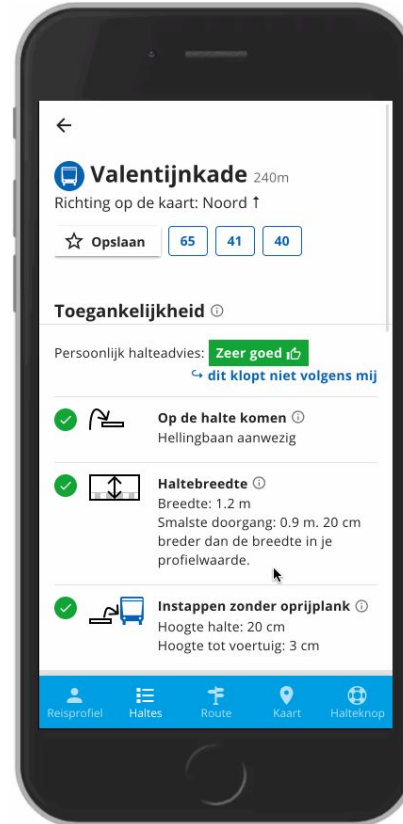 Valentijnkade 240m
Richting op de kaart: Noord ↑
Opslaan 65 41 40
Toegankelijkheid
Persoonlijk halteadvies: Zeer goed
dit klopt niet volgens mij
Op de halte komen
Hellingbaan aanwezig
Haltebreedte
Breedte: 1.2 m
Smalste doorgang: 0.9 m. 20 cm
breder dan de breedte in je
profielwaarde.
Instappen zonder oprijplank
Hoogte halte: 20 cm
Hoogte tot voertuig: 3 cm
Reisprofiel Haltes Route Kaart Halteknop